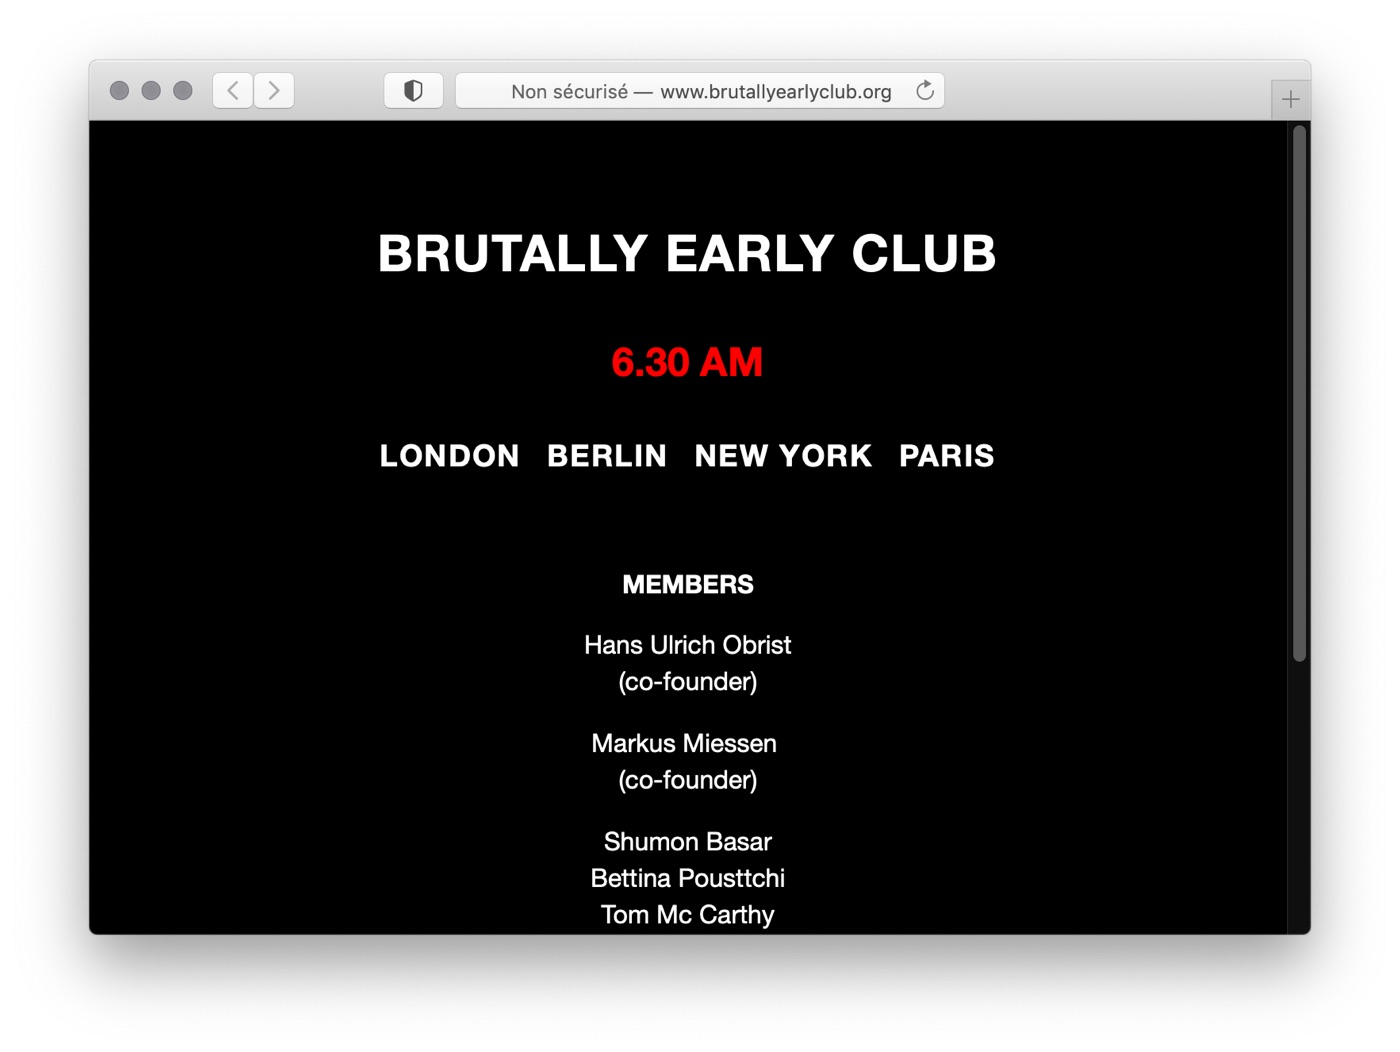 Non sécurisé — www.brutallyearlyclub.org
BRUTALLY EARLY CLUB
6.30 AM
LONDON BERLIN NEW YORK PARIS
MEMBERS
Hans Ulrich Obrist
(co-founder)
Markus Miessen
(co-founder)
Shumon Basar
Bettina Pousttchi
Tom Mc Carthy